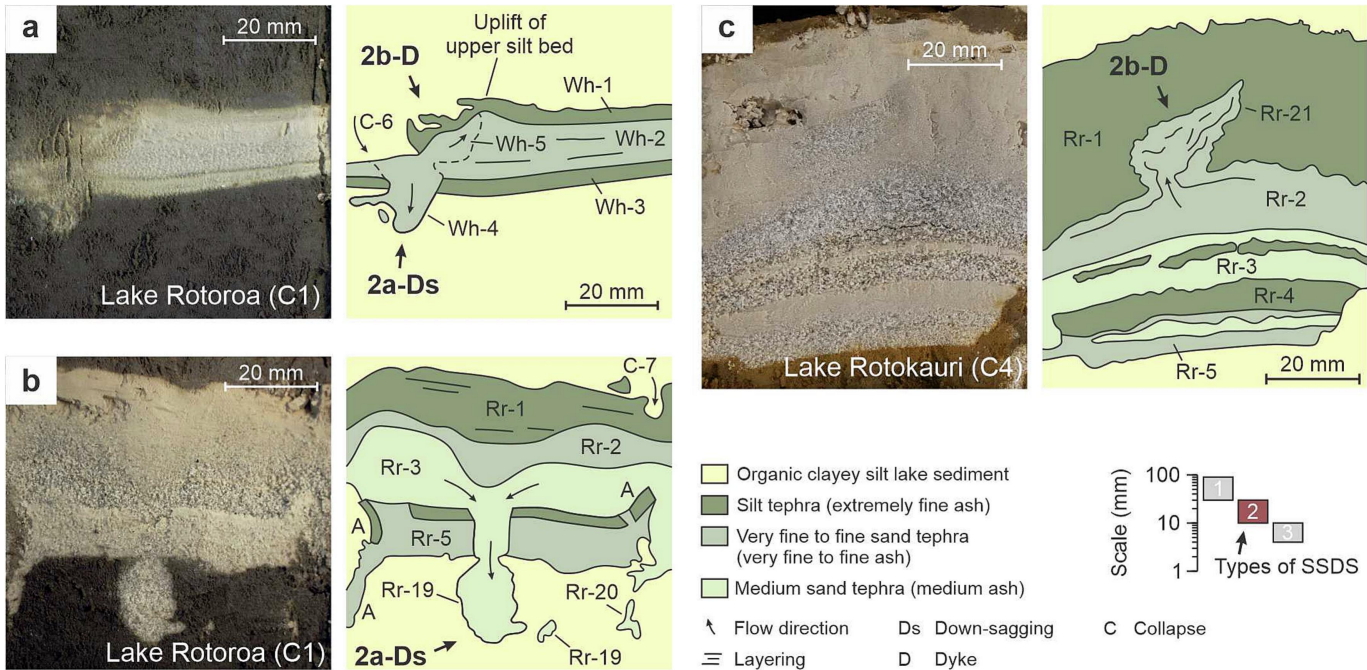 a
20 mm
Lake Rotoroa (C1)
Uplift of
upper silt bed
2b-D
C-6
Wh-1
Wh-2
Wh-5
Wh-3
Wh-4
2a-Ds
20 mm
b
20 mm
Lake Rotoroa (C1)
C-7
Rr-1
Rr-2
Rr-3
A
A
Rr-5
A
Rr-19
Rr-20
2a-Ds
Rr-19
c
20 mm
Lake Rotokauri (C4)
2b-D
Rr-21
Rr-1
Rr-2
Rr-3
Rr-4
Rr-5
20 mm
Organic clayey silt lake sediment
Silt tephra (extremely fine ash)
Very fine to fine sand tephra
(very fine to fine ash)
Medium sand tephra (medium ash)
Flow direction
Ds Down-sagging
C Collapse
Layering
D Dyke
Scale (mm)
100
10
1
1
2
3
Types of SSDS